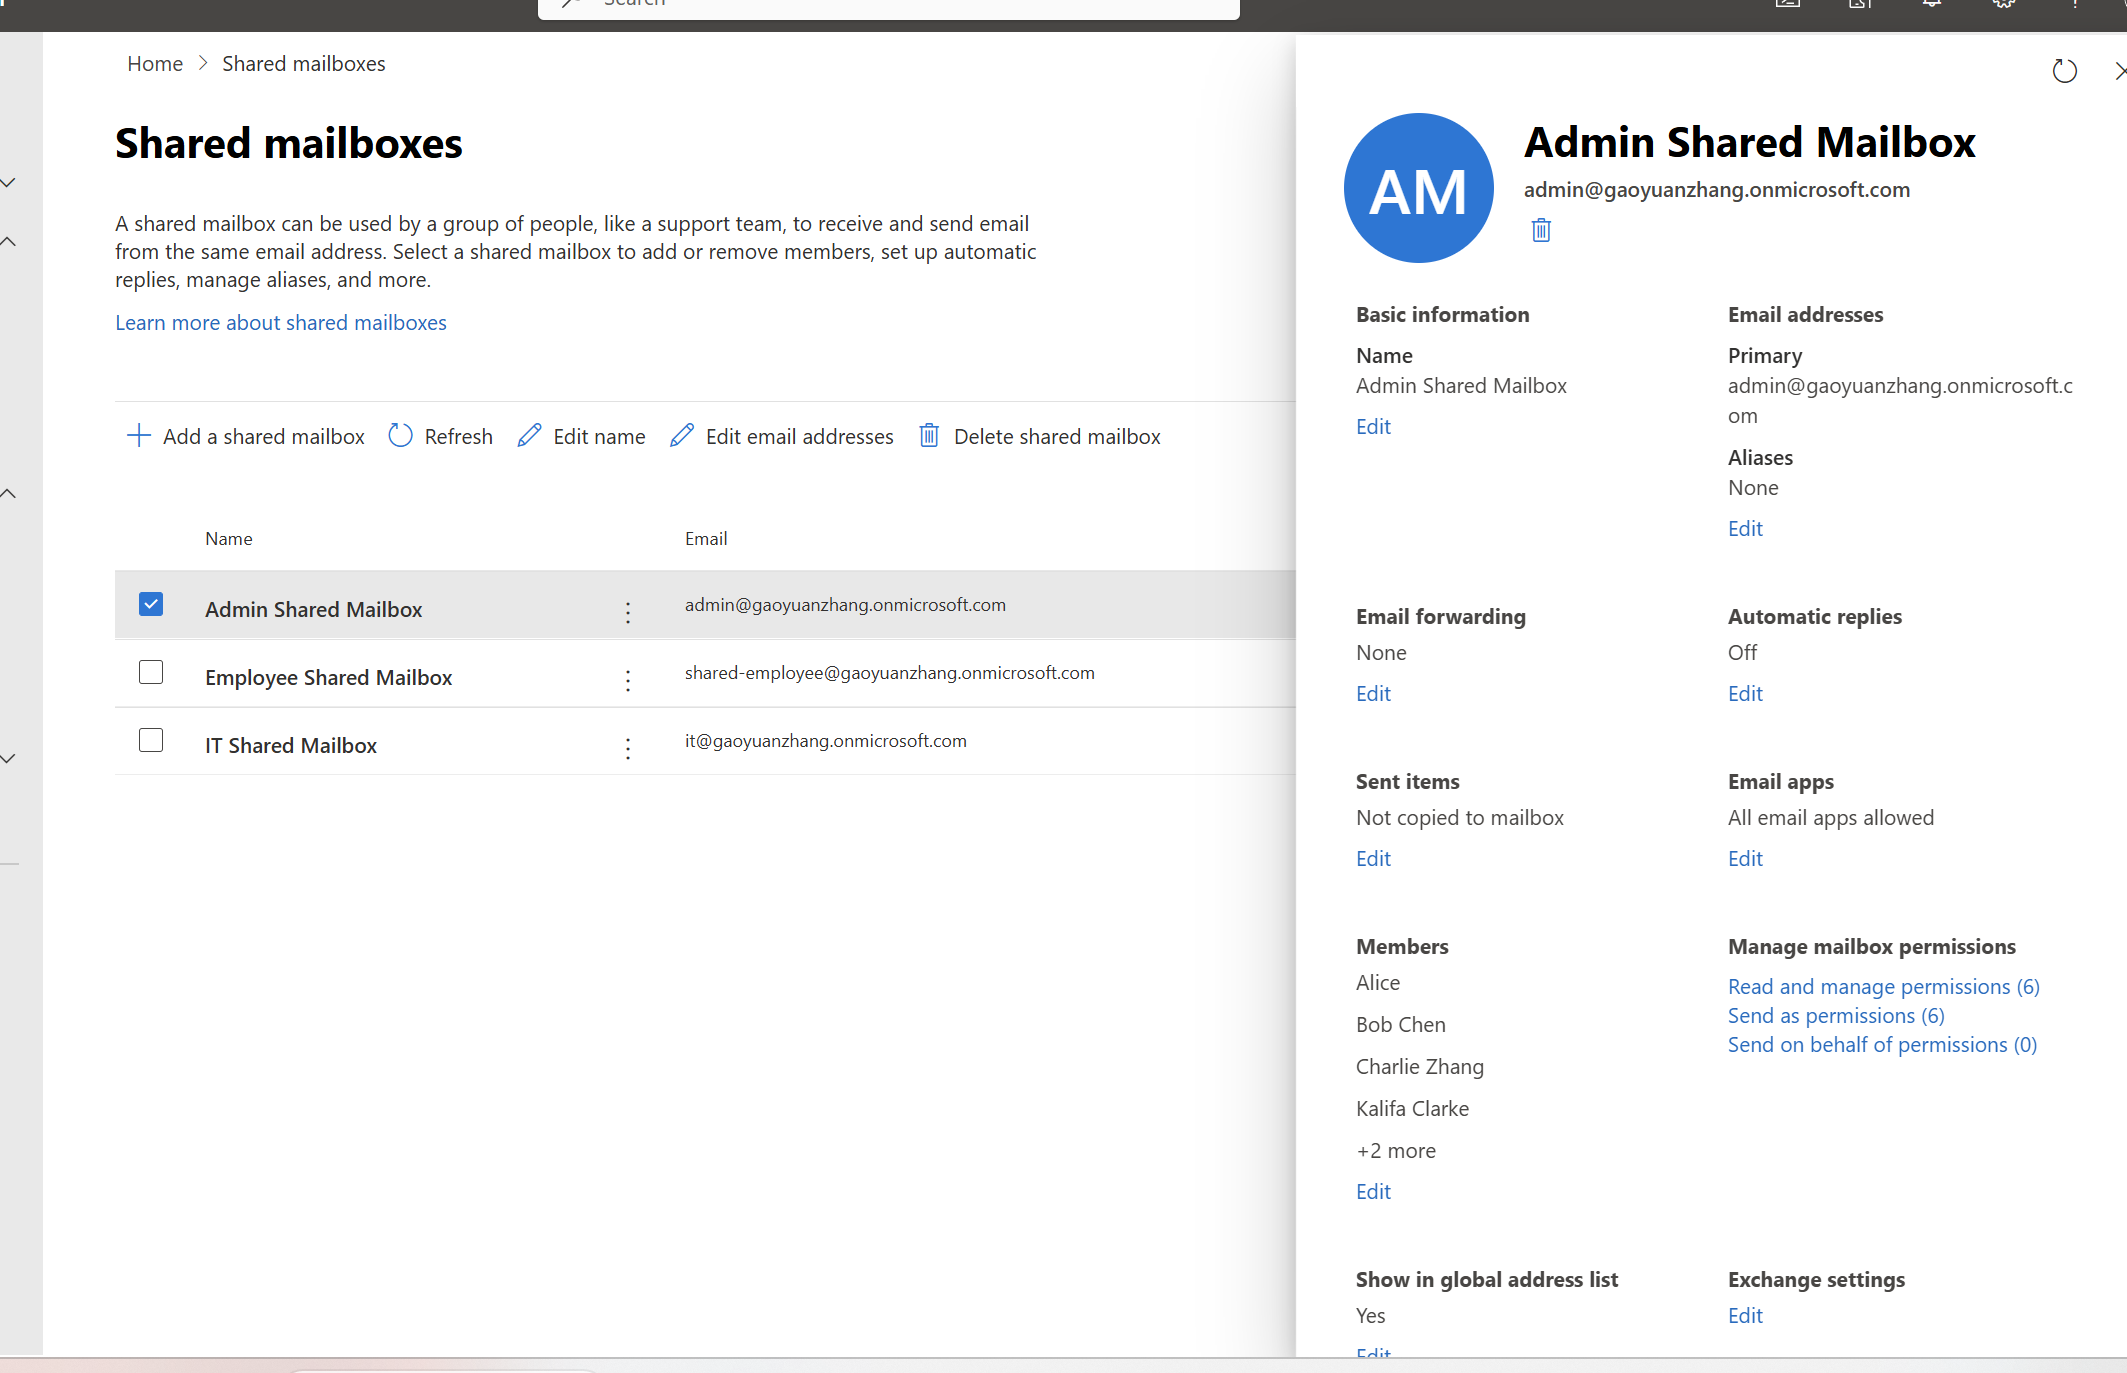 Search
Home > Shared mailboxes
Shared mailboxes
A shared mailbox can be used by a group of people, like a support team, to receive and send email
from the same email address. Select a shared mailbox to add or remove members, set up automatic
replies, manage aliases, and more.
Learn more about shared mailboxes
Add a shared mailbox Refresh Edit name Edit email addresses Delete shared mailbox
Name Email
Admin Shared Mailbox admin@gaoyuanzhang.onmicrosoft.com
Employee Shared Mailbox shared-employee@gaoyuanzhang.onmicrosoft.com
IT Shared Mailbox it@gaoyuanzhang.onmicrosoft.com
AM
Admin Shared Mailbox
admin@gaoyuanzhang.onmicrosoft.com
Basic information
Name
Admin Shared Mailbox
Edit
Email addresses
Primary
admin@gaoyuanzhang.onmicrosoft.c
om
Aliases
None
Edit
Email forwarding
None
Edit
Automatic replies
Off
Edit
Sent items
Not copied to mailbox
Edit
Email apps
All email apps allowed
Edit
Members
Alice
Bob Chen
Charlie Zhang
Kalifa Clarke
+2 more
Edit
Manage mailbox permissions
Read and manage permissions (6)
Send as permissions (6)
Send on behalf of permissions (0)
Show in global address list
Yes
Edit
Exchange settings
Edit